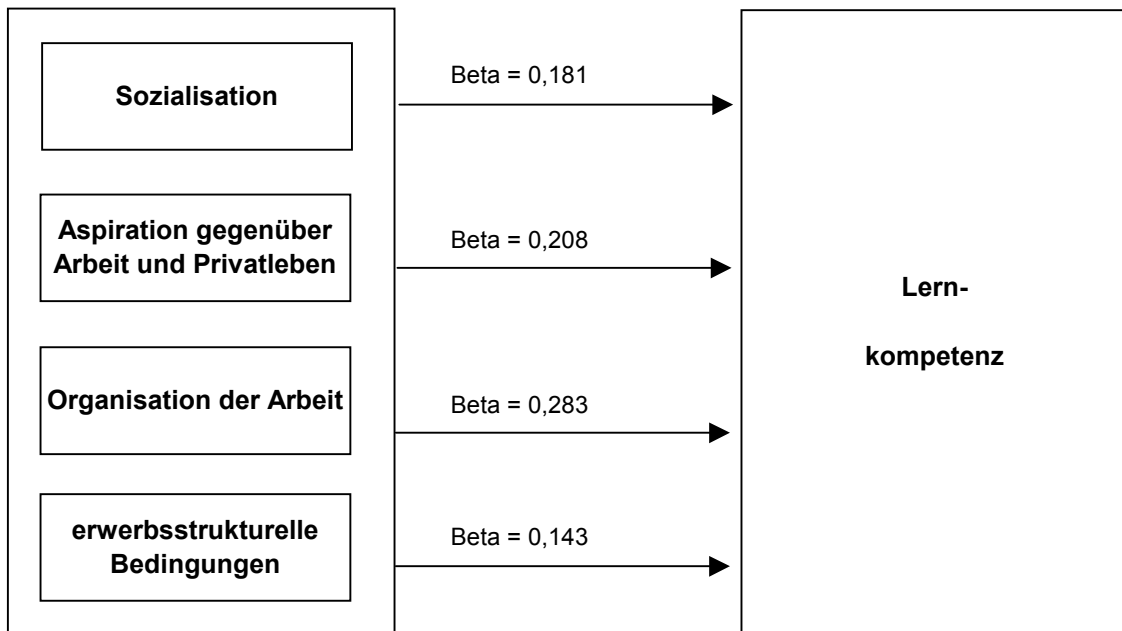 Sozialisation
Beta = 0,181
Aspiration gegenüber
Arbeit und Privatleben
Beta = 0,208
Organisation der Arbeit
Beta = 0,283
erwerbsstrukturelle
Bedingungen
Beta = 0,143
Lern-
kompetenz